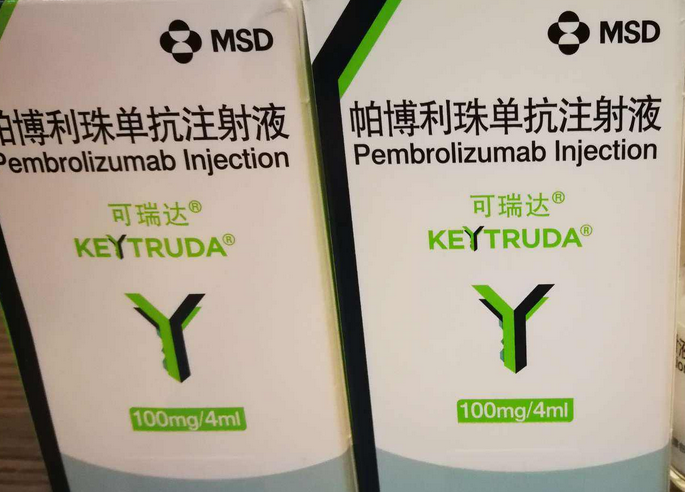 MSD
帕博利珠单抗注射液
Pembrolizumab Injection
可瑞达®
KEYTRUDA®
100mg/4ml
MSD
帕博利珠单抗注射液
Pembrolizumab Injection
可瑞达®
KEYTRUDA®
100mg/4ml